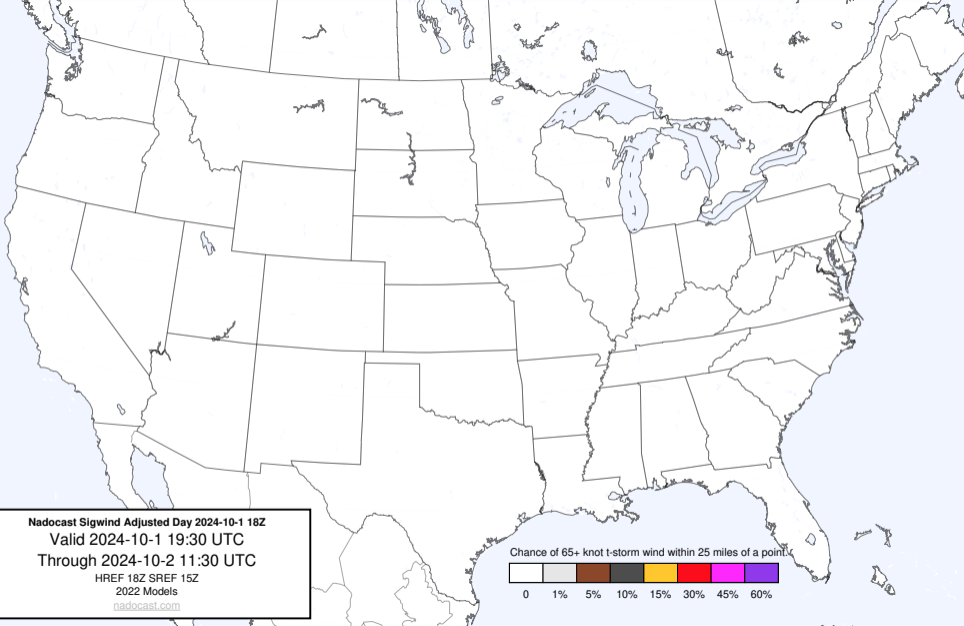 Nadocast Sigwind Adjusted Day 2024-10-1 18Z
Valid 2024-10-1 19:30 UTC
Through 2024-10-2 11:30 UTC
HREF 18Z SREF 15Z
2022 Models
nadocast.com
Chance of 65+ knot t-storm wind within 25 miles of a point.
0 1% 5% 10% 15% 30% 45% 60%